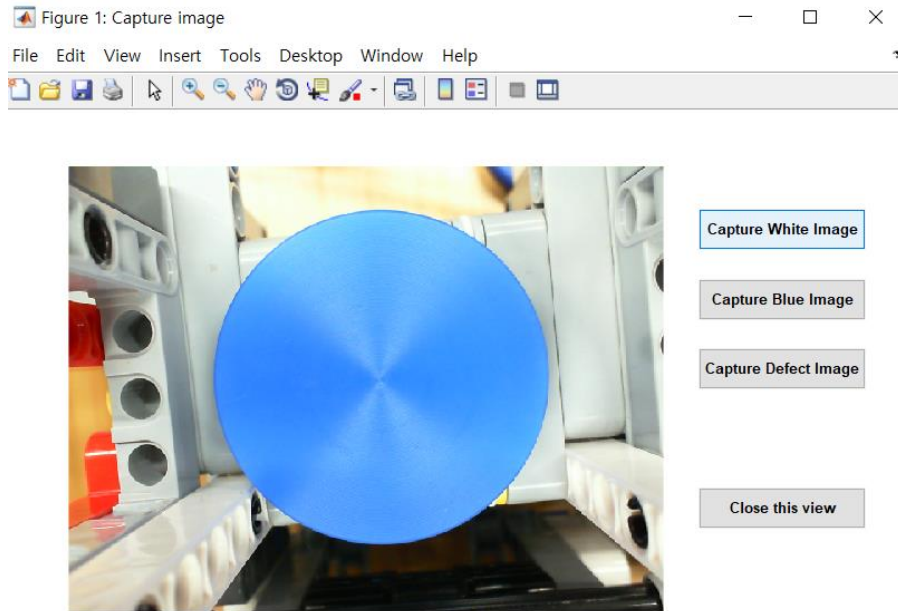 Figure 1: Capture image
File Edit View Insert Tools Desktop Window Help
Capture White Image
Capture Blue Image
Capture Defect Image
Close this view